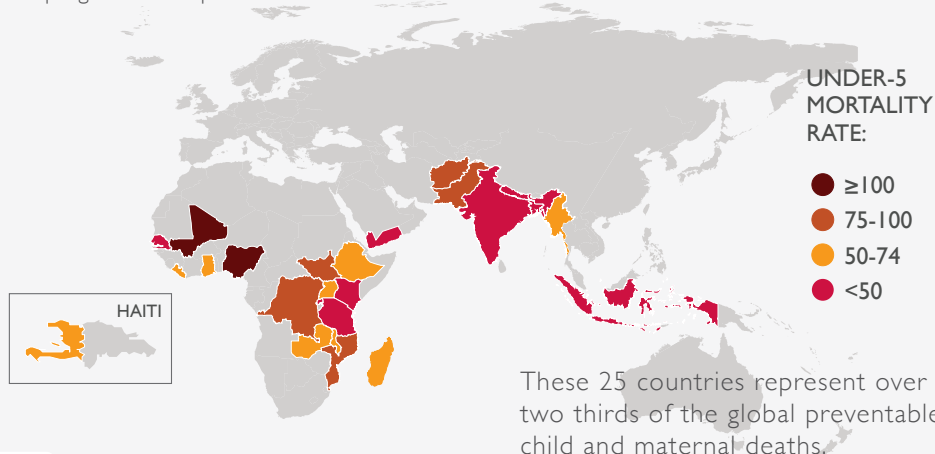 UNDER-5
MORTALITY
RATE:
≥100
75-100
50-74
<50
HAITI
These 25 countries represent over
two thirds of the global preventable
child and maternal deaths.